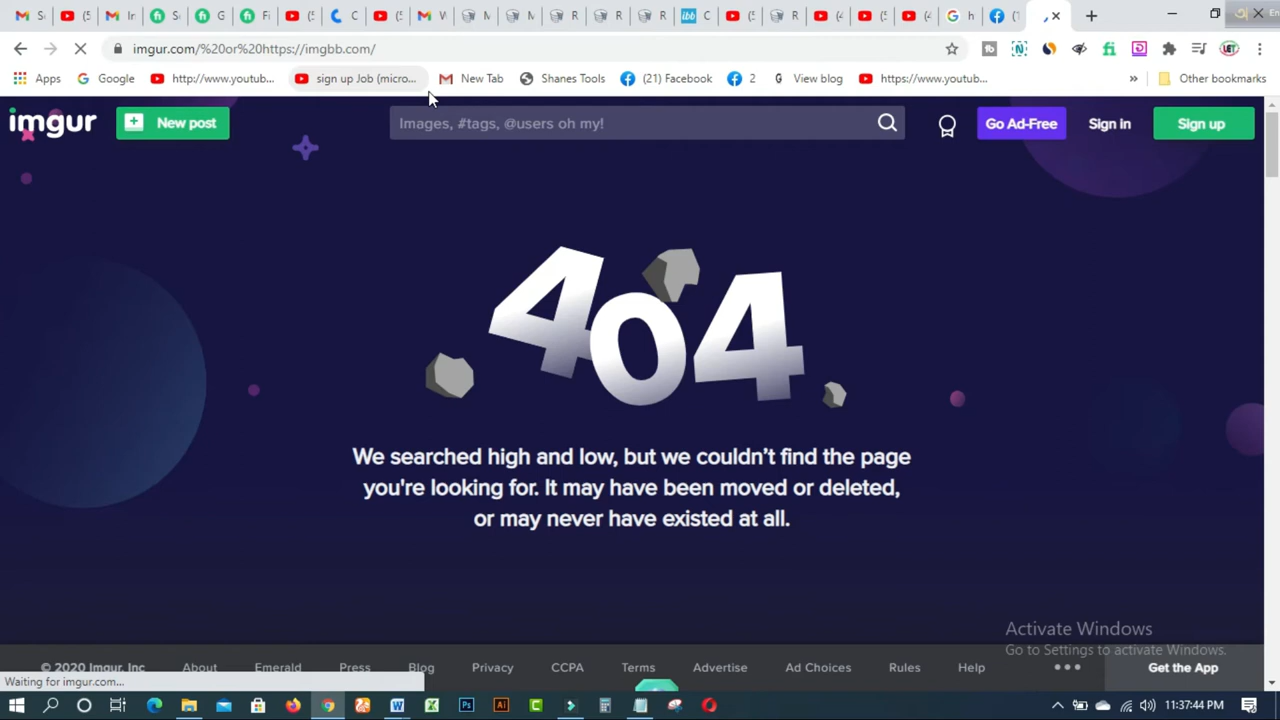 imgur.com/%20or%20https://imgbb.com/
Apps
Google
http://www.youtub...
sign up Job (micro...
New Tab
Shanes Tools
(21) Facebook
2
View blog
https://www.youtub...
»
Other bookmarks
imgur
New post
Images, #tags, @users oh my!
Go Ad-Free
Sign in
Sign up
404
We searched high and low, but we couldn't find the page
you're looking for. It may have been moved or deleted,
or may never have existed at all.
Activate Windows
Go to Settings to activate Windows.
© 2020 Imgur, Inc
About
Emerald
Press
Blog
Privacy
CCPA
Terms
Advertise
Ad Choices
Rules
Help
•••
Get the App
Waiting for imgur.com...
11:37:44 PM